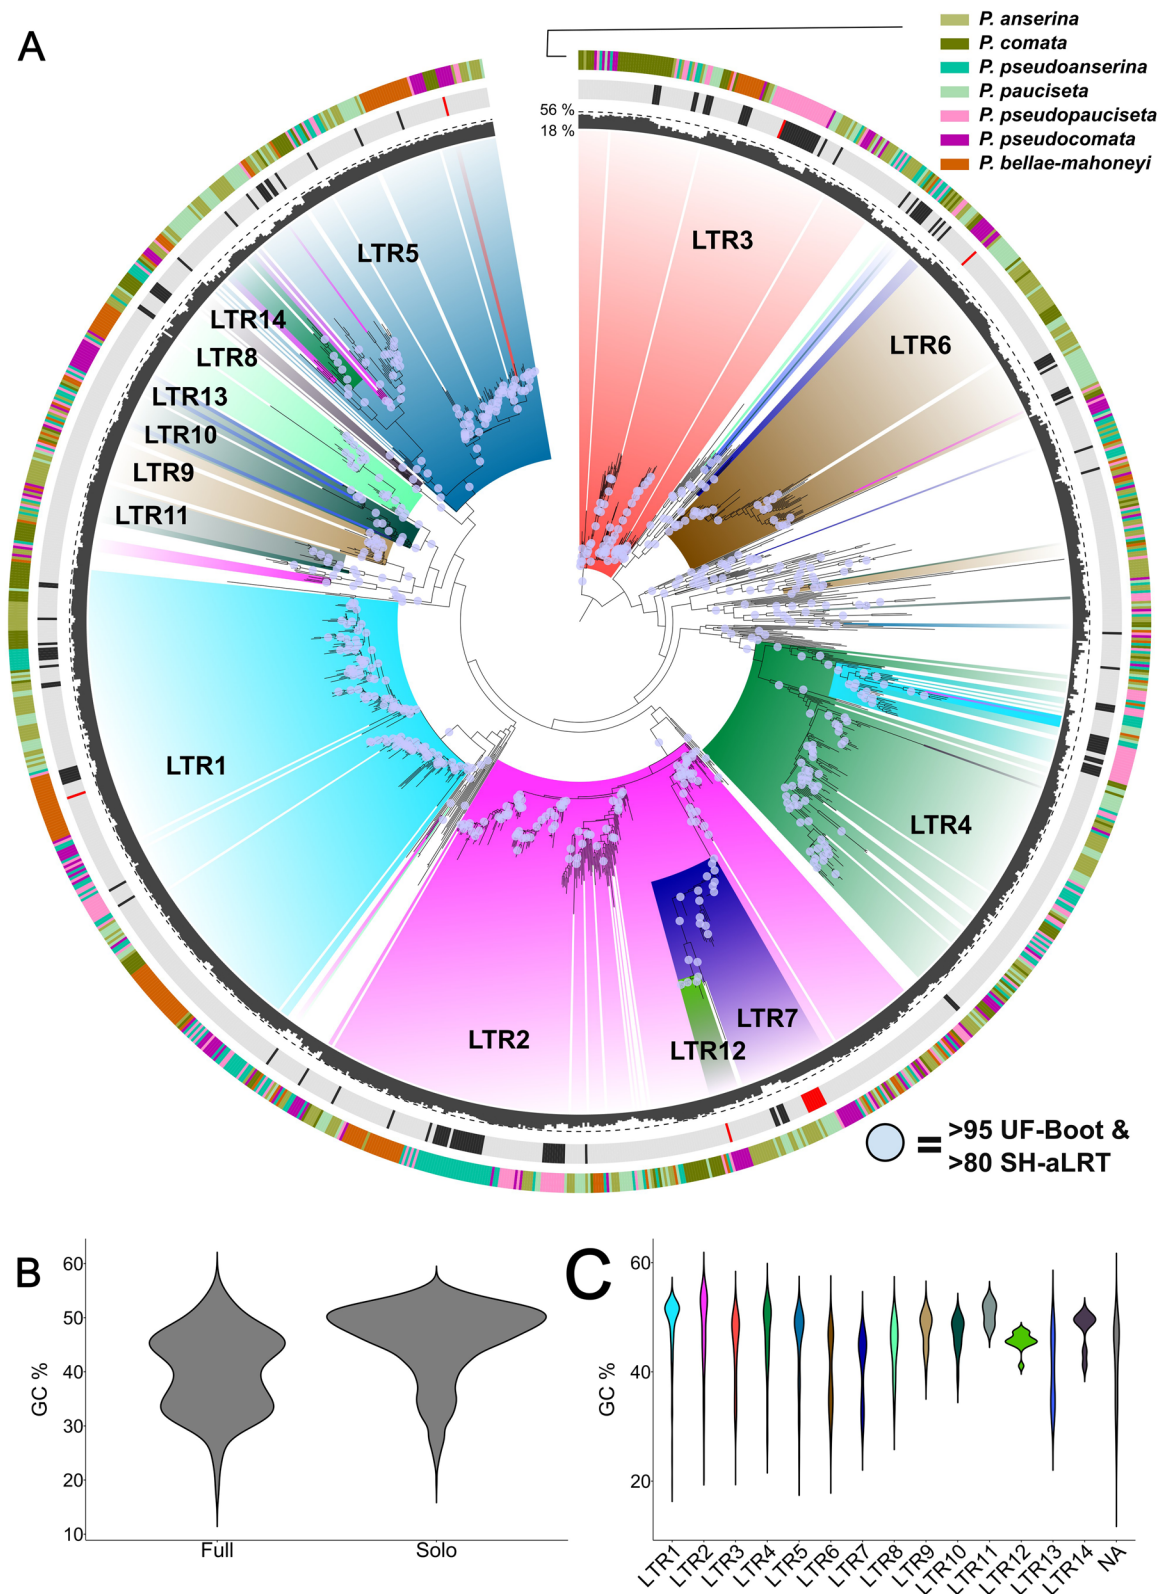 A
P. anserina
P. comata
P. pseudoanserina
P. pauciseta
P. pseudopauciseta
P. pseudocomata
P. bellae-mahoneyi
56 %
18 %
LTR5
LTR3
LTR14
LTR6
LTR8
LTR13
LTR10
LTR9
LTR11
LTR1
LTR4
LTR7
LTR2
LTR12
= >95 UF-Boot &
>80 SH-aLRT
B
GC %
60
50
40
30
20
10
Full
Solo
C
GC %
60
40
20
LTR1
LTR2
LTR3
LTR4
LTR5
LTR6
LTR7
LTR8
LTR9
LTR10
LTR11
LTR12
LTR13
LTR14
NA